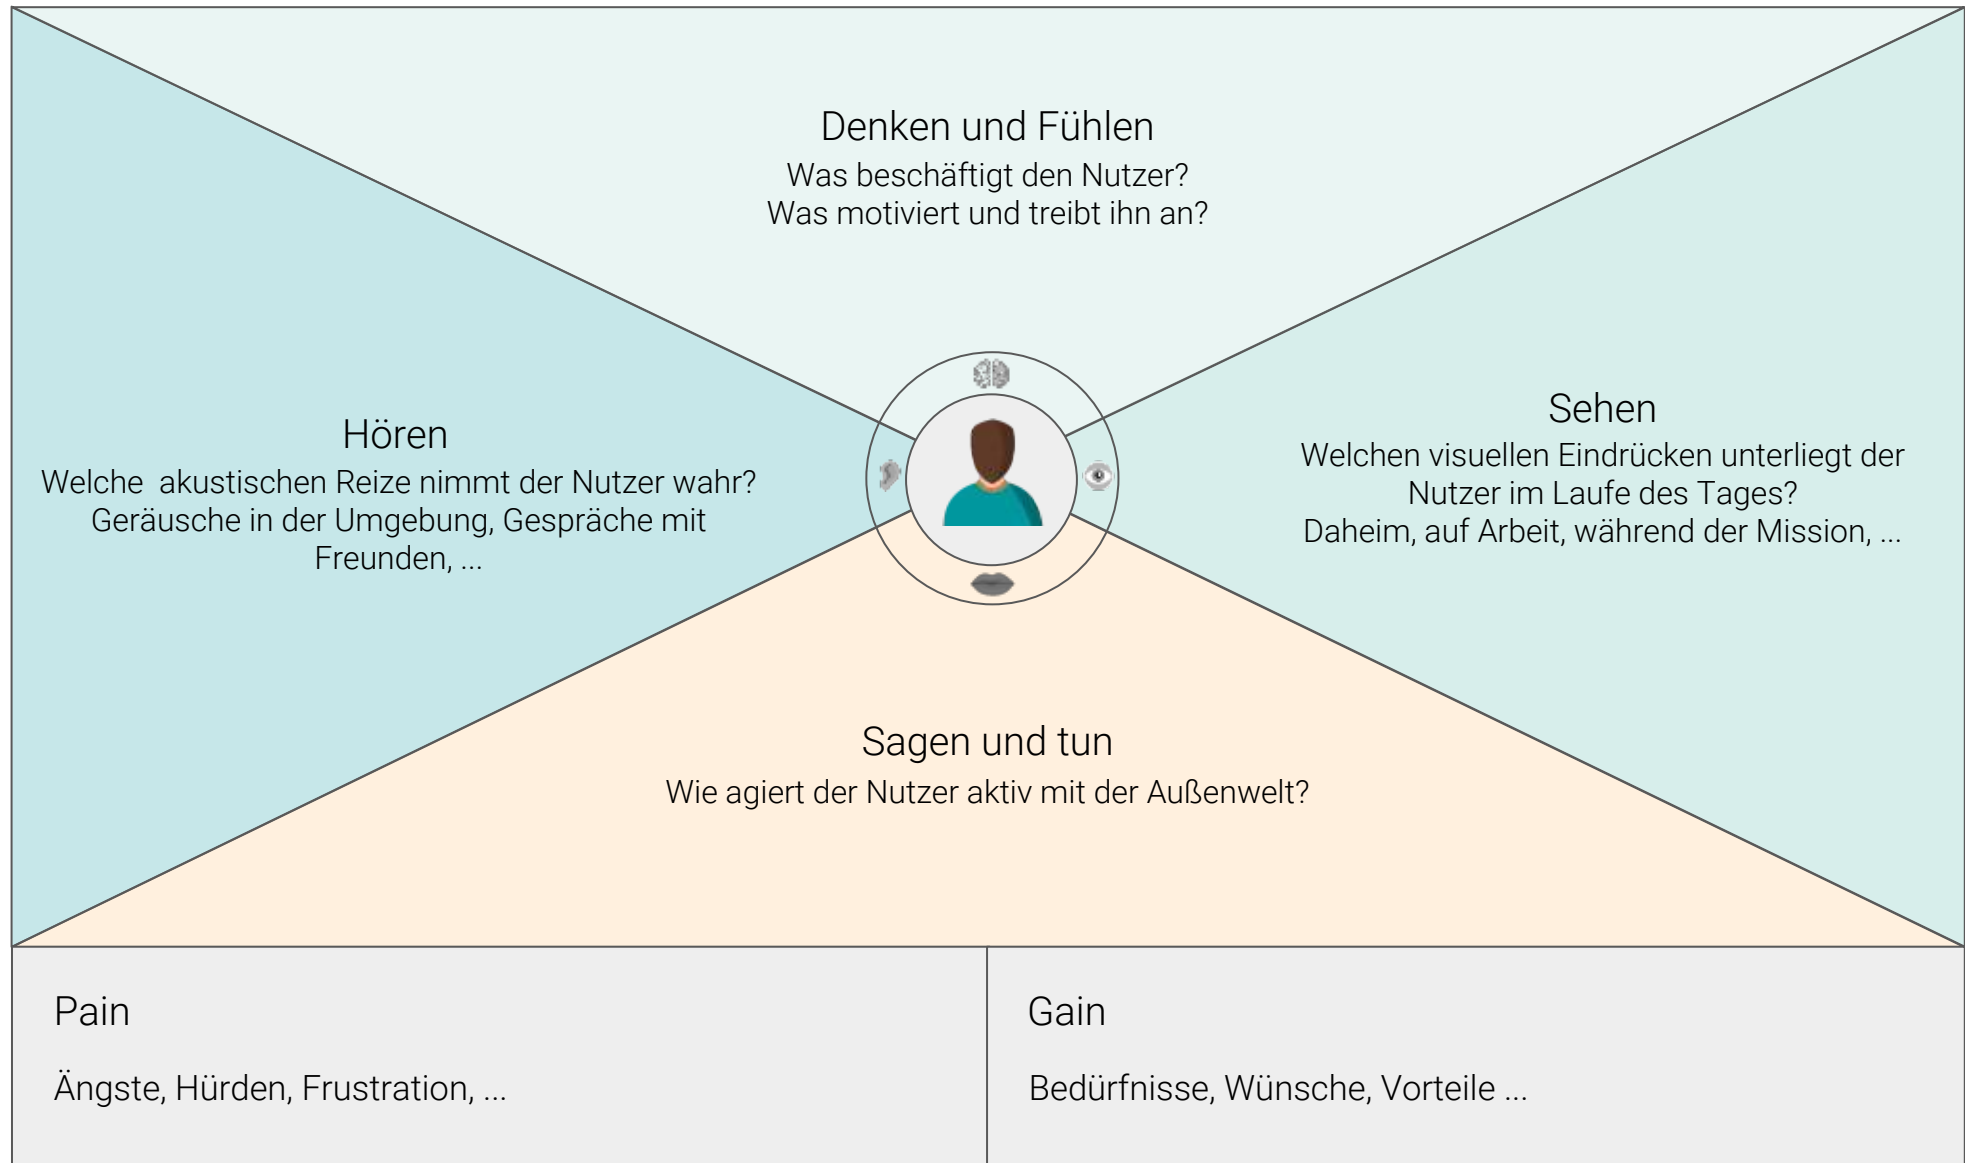 Denken und Fühlen
Was beschäftigt den Nutzer?
Was motiviert und treibt ihn an?
Hören
Welche  akustischen Reize nimmt der Nutzer wahr?
Geräusche in der Umgebung, Gespräche mit
Freunden, ...
Sehen
Welchen visuellen Eindrücken unterliegt der
Nutzer im Laufe des Tages?
Daheim, auf Arbeit, während der Mission, ...
Sagen und tun
Wie agiert der Nutzer aktiv mit der Außenwelt?
Pain
Ängste, Hürden, Frustration, ...
Gain
Bedürfnisse, Wünsche, Vorteile ...